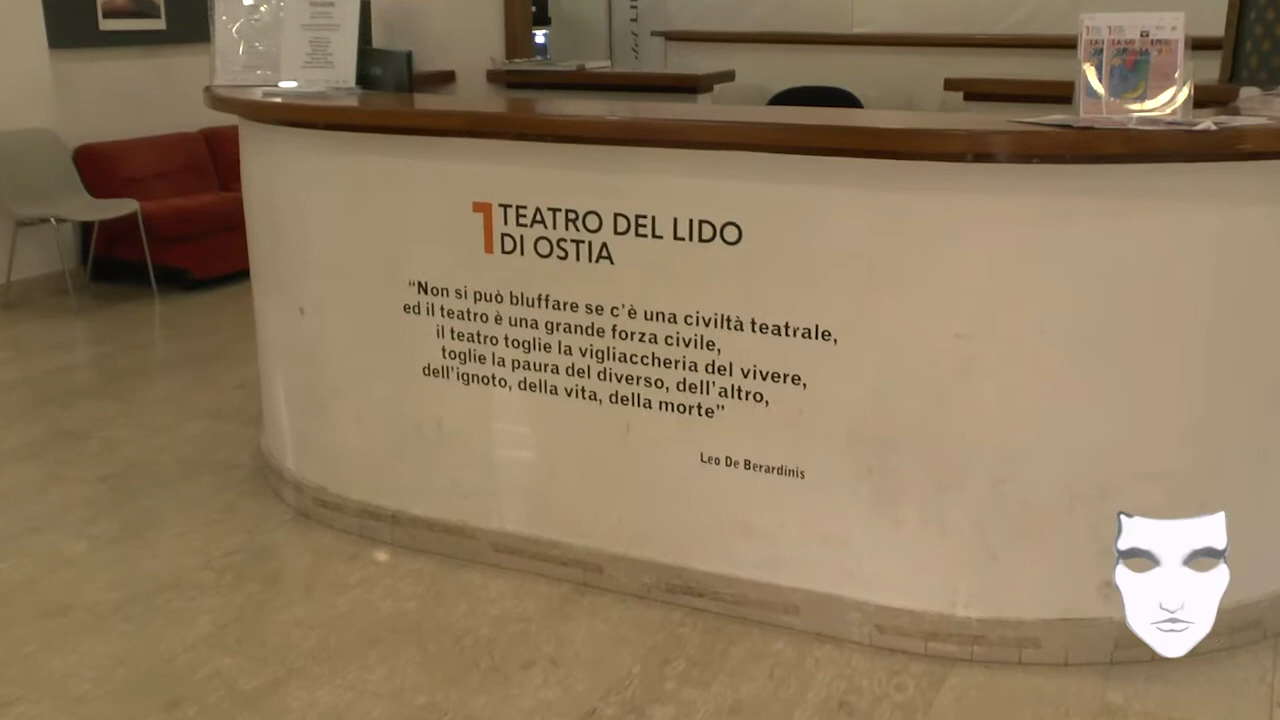 TEATRO DEL LIDO
DI OSTIA
“Non si può bluffare se c'è una civiltà teatrale,
ed il teatro è una grande forza civile,
il teatro toglie la vigliaccheria del vivere,
toglie la paura del diverso, dell'altro,
dell'ignoto, della vita, della morte”
Leo De Berardinis